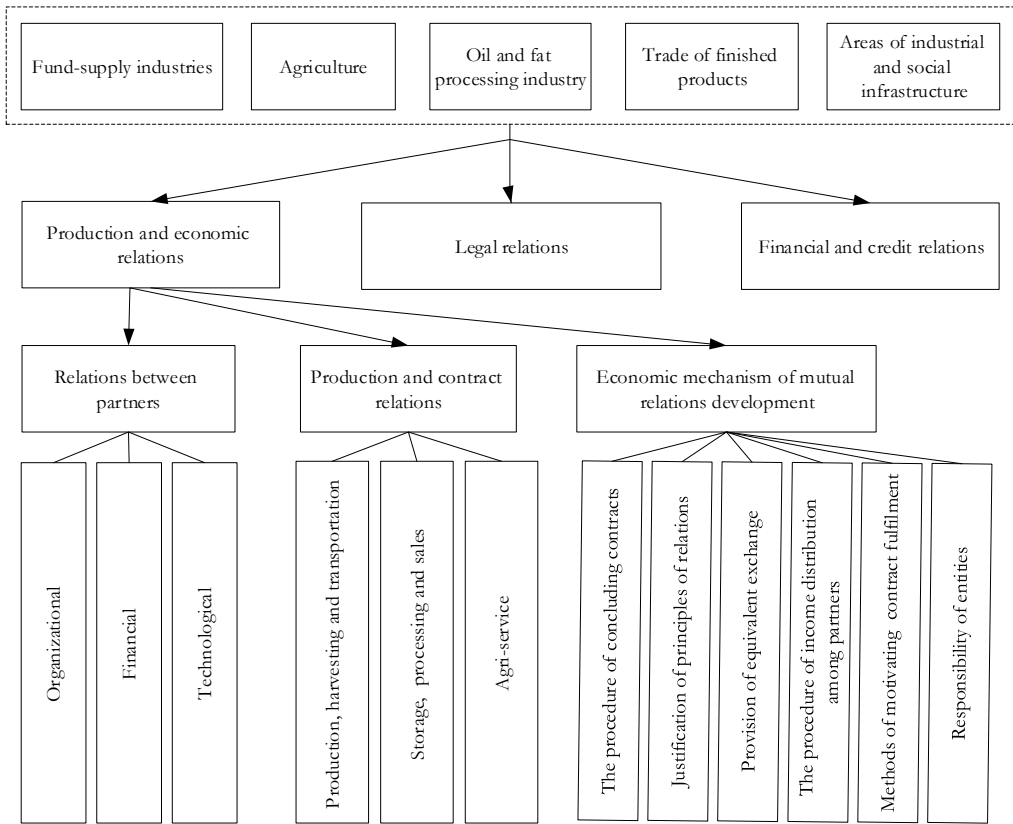 Fund-supply industries
Agriculture
Oil and fat
processing industry
Trade of finished
products
Areas of industrial
and social
infrastructure
Production and economic
relations
Legal relations
Financial and credit relations
Relations between
partners
Production and contract
relations
Economic mechanism of mutual
relations development
Organizational
Financial
Technological
Production, harvesting and transportation
Storage, processing and sales
Agri-service
The procedure of concluding contracts
Justification of principles of relations
Provision of equivalent exchange
The procedure of income distribution
among partners
Methods of motivating contract fulfilment
Responsibility of entities